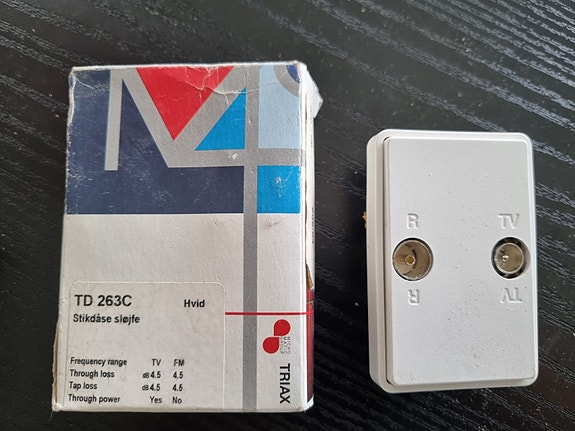 TD 263C Hvid
Stikdåse sløjfe
Frequency range TV FM
Through loss dB 4.5 4.5
Tap loss dB 4.5 4.5
Through power Yes No
TRIAX
R TV
R TV